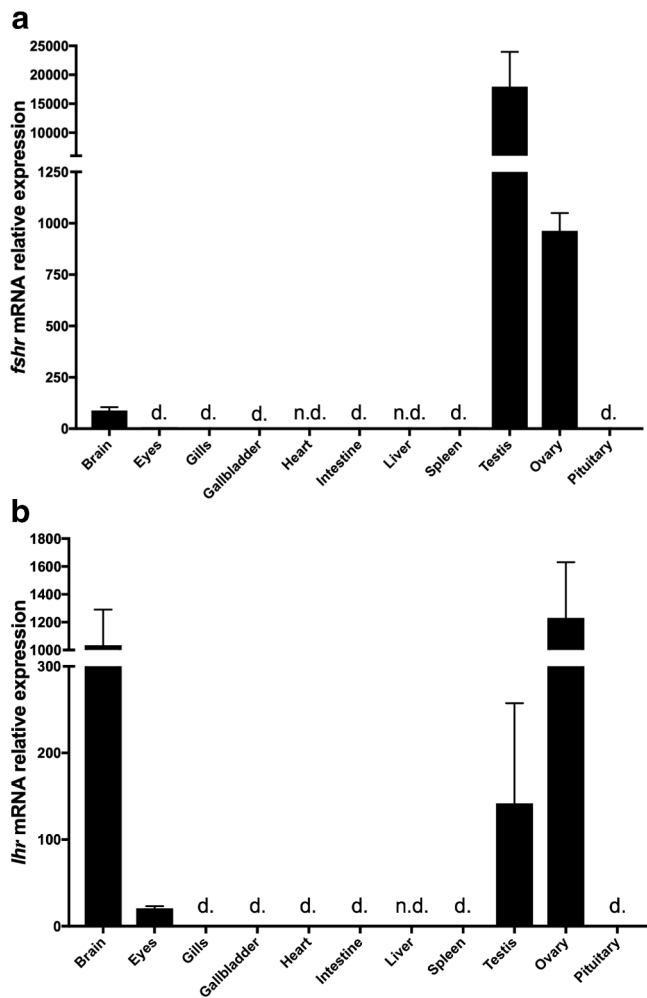 a
25000
20000
15000
10000
1250
1000
750
500
250
0
fshr mRNA relative expression
d. d. d. n.d. d. n.d. d. d.
Brain Eyes Gills Gallbladder Heart Intestine Liver Spleen Testis Ovary Pituitary
b
1800
1600
1400
1200
1000
300
200
100
0
lhr mRNA relative expression
d. d. d. d. n.d. d. d.
Brain Eyes Gills Gallbladder Heart Intestine Liver Spleen Testis Ovary Pituitary